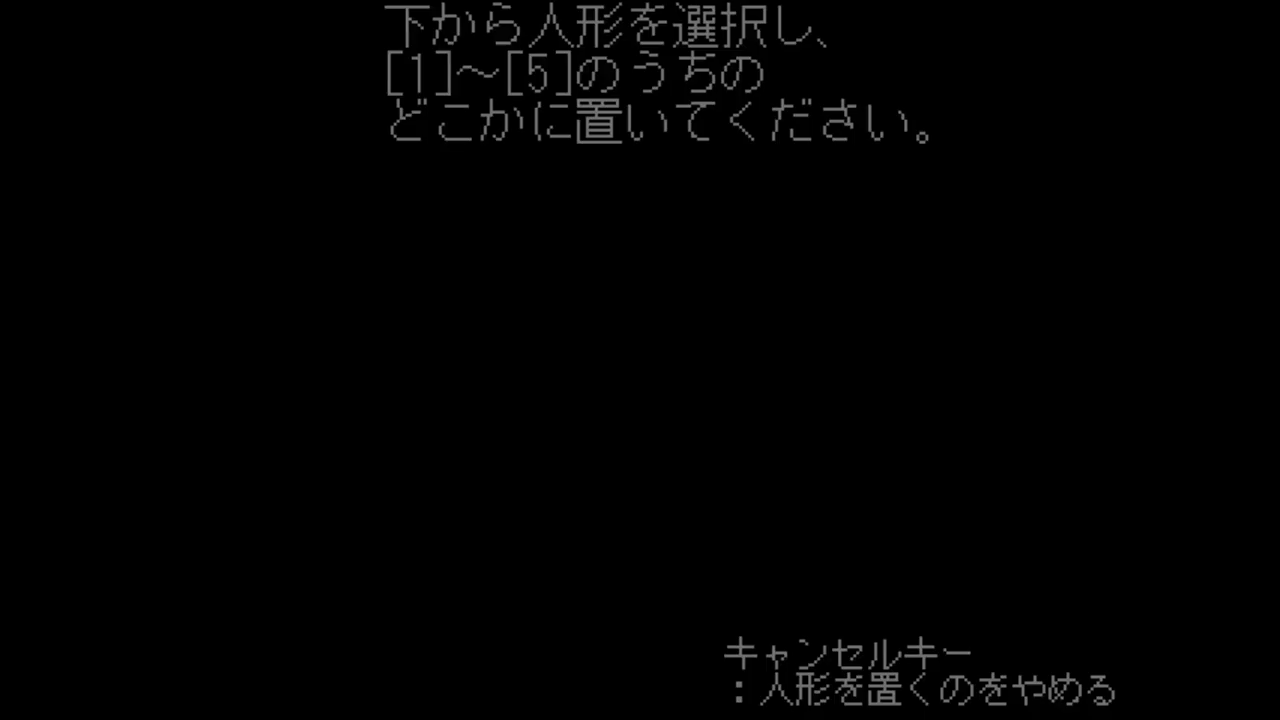 下から人形を選択し、
[1]～[5]のうちの
どこかに置いてください。
キャンセルキー
：人形を置くのをやめる